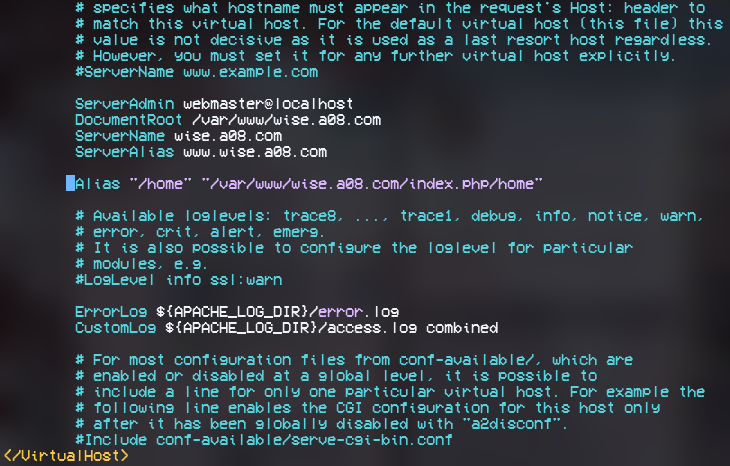 # specifies what hostname must appear in the request's Host: header to
# match this virtual host. For the default virtual host (this file) this
# value is not decisive as it is used as a last resort host regardless.
# However, you must set it for any further virtual host explicitly.
#ServerName www.example.com
ServerAdmin webmaster@localhost
DocumentRoot /var/www/wise.a08.com
ServerName wise.a08.com
ServerAlias www.wise.a08.com
Alias "/home" "/var/www/wise.a08.com/index.php/home"
# Available loglevels: trace8, ..., trace1, debug, info, notice, warn,
# error, crit, alert, emerg.
# It is also possible to configure the loglevel for particular
# modules, e.g.
#LogLevel info ssl:warn
ErrorLog ${APACHE_LOG_DIR}/error.log
CustomLog ${APACHE_LOG_DIR}/access.log combined
# For most configuration files from conf-available/, which are
# enabled or disabled at a global level, it is possible to
# include a line for only one particular virtual host. For example the
# following line enables the CGI configuration for this host only
# after it has been globally disabled with "a2disconf".
#Include conf-available/serve-cgi-bin.conf
</VirtualHost>